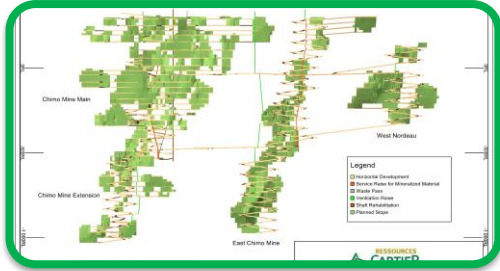 Chimo Mine Main
West Nordeau
Legend
Horizontal Development
Service Raise for Mineralized Material
Waste Pass
Ventilation Raise
Shaft Rehabilitation
Planned Stope
Chimo Mine Extension
East Chimo Mine
RESSOURCES
CARTIER